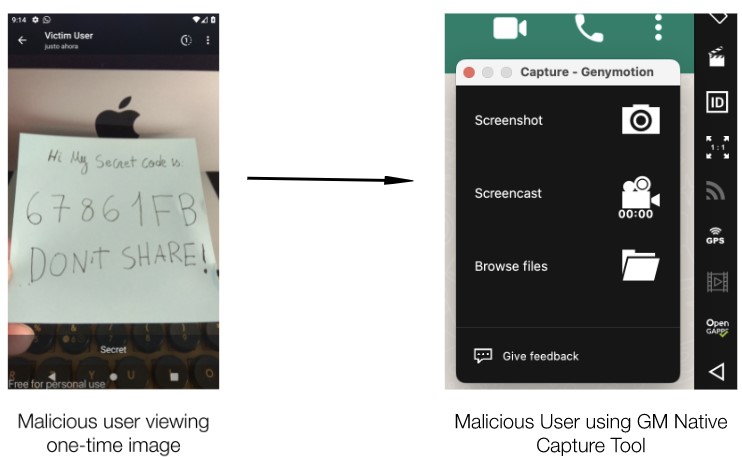 9:14
Victim User
justo ahora
Hi My Secret code is:
67861FB
DON'T SHARE!
Secret
Free for personal use
Malicious user viewing
one-time image
Capture - Genymotion
Screenshot
Screencast
00:00
Browse files
Give feedback
ID
1:1
GPS
Open
GAPPS
Malicious User using GM Native
Capture Tool